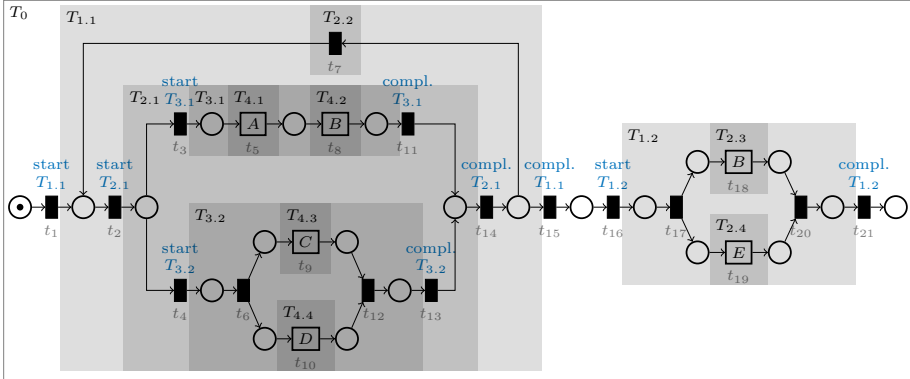 T0
T1.1
T2.2
t7
start
T3.1
compl.
T3.1
T2.1
T3.1
T4.1
T4.2
A
B
t3
t5
t8
t11
start
T1.1
start
T2.1
compl.
T2.1
compl.
T1.1
start
T1.2
T1.2
T2.3
B
t18
compl.
T1.2
t1
t2
t14
t15
t16
t17
t20
t21
start
T3.2
T3.2
T4.3
C
t9
compl.
T3.2
T2.4
E
t19
t4
t6
t12
t13
T4.4
D
t10